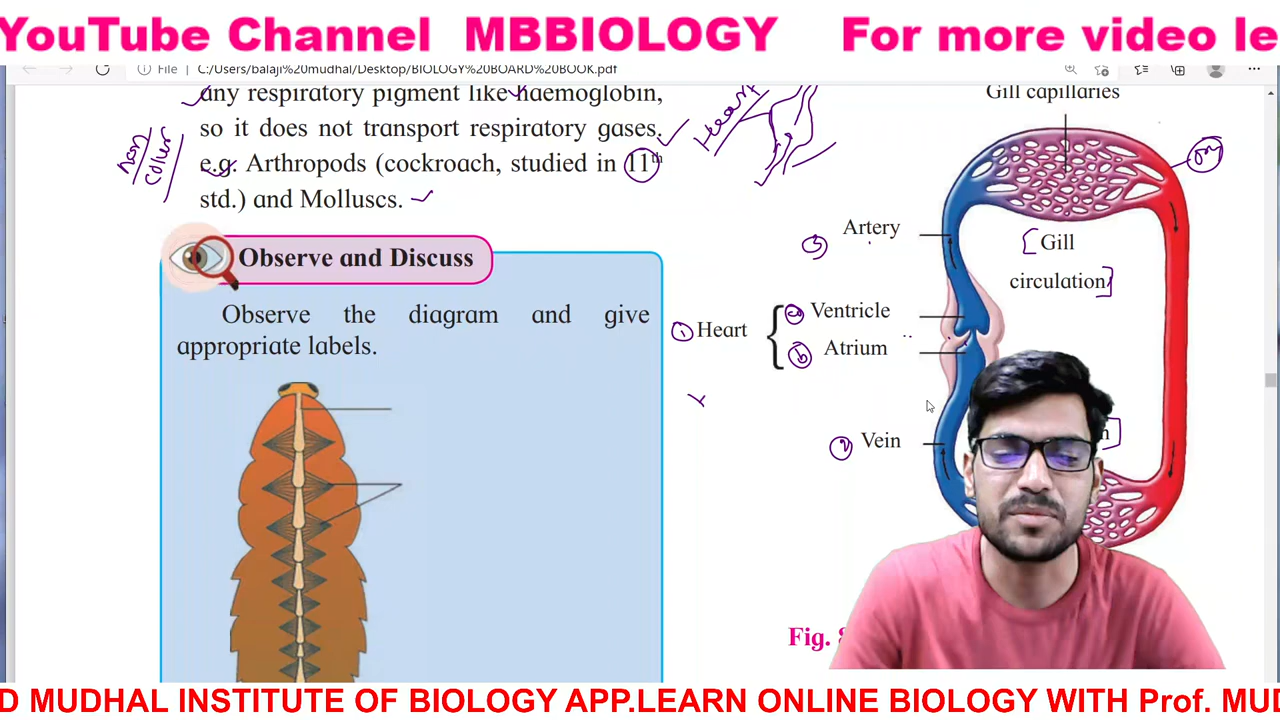 YouTube Channel MBBIOLOGY For more video le
File | C:/Users/balaji%20mudhal/Desktop/BIOLOGY%20BOARD%20BOOK.pdf
any respiratory pigment like haemoglobin,
so it does not transport respiratory gases.
e.g. Arthropods (cockroach, studied in 11th
std.) and Molluscs.
Observe and Discuss
Observe the diagram and give
appropriate labels.
Heart
Gill capillaries
Artery
Gill
circulation
Ventricle
1 Heart
b Atrium
Vein
n
Fig. 8
D MUDHAL INSTITUTE OF BIOLOGY APP.LEARN ONLINE BIOLOGY WITH Prof. MUD